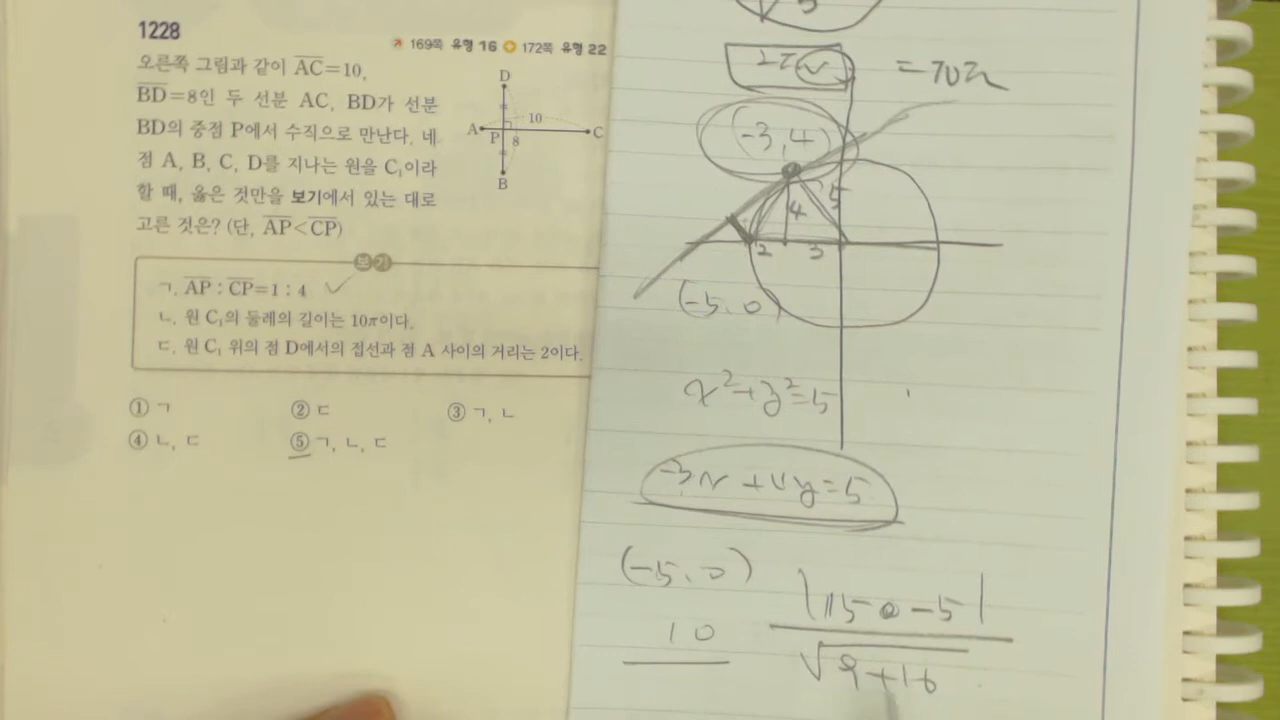 1228
↗ 169쪽 유형 16 + 172쪽 유형 22
오른쪽 그림과 같이 AC=10,
BD=8인 두 선분 AC, BD가 선분
BD의 중점 P에서 수직으로 만난다. 네
점 A, B, C, D를 지나는 원을 C₁이라
할 때, 옳은 것만을 보기에서 있는 대로
고른 것은? (단, AP<CP)
D
10
A
P
8
C
B
보기
ㄱ. AP : CP=1 : 4
ㄴ. 원 C₁의 둘레의 길이는 10π이다.
ㄷ. 원 C₁ 위의 점 D에서의 접선과 점 A 사이의 거리는 2이다.
① ㄱ
② ㄷ
③ ㄱ, ㄴ
④ ㄴ, ㄷ
⑤ ㄱ, ㄴ, ㄷ
5
=10π
(-3,4)
5
4
2
3
(-5,0)
x²+y²=5
(-5,0)
10
√9+16